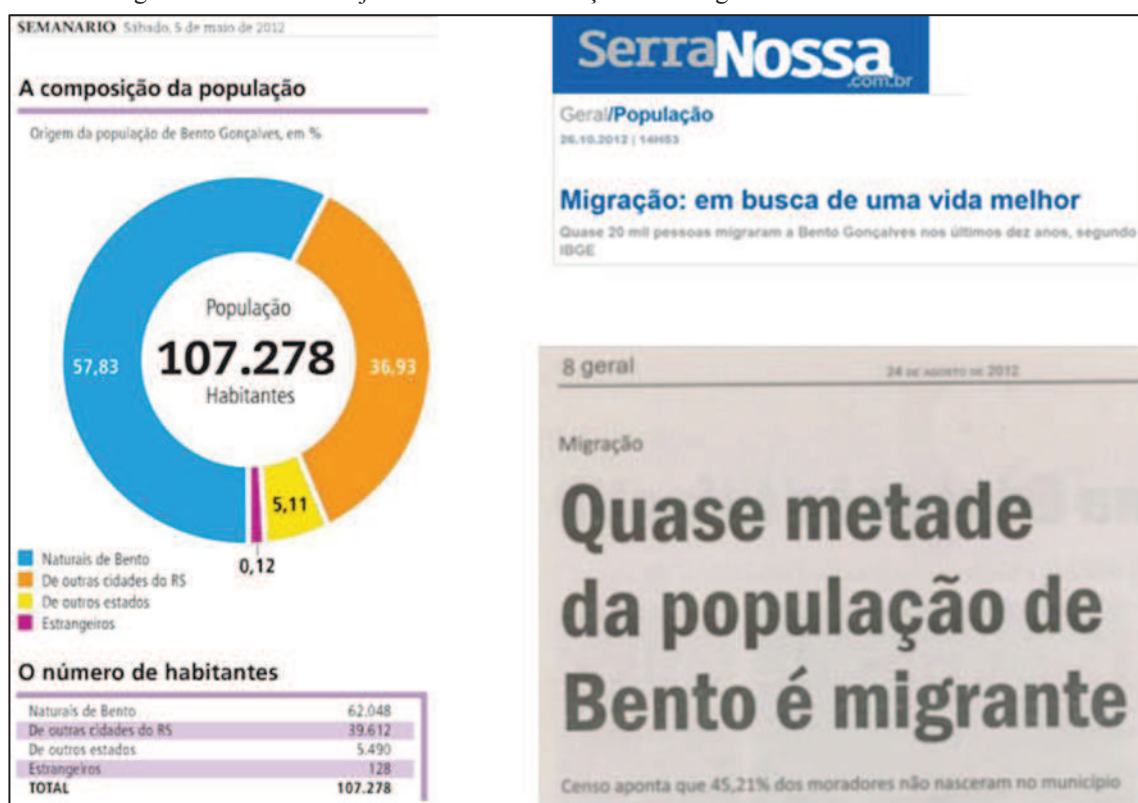 SEMANARIO Sábado, 5 de maio de 2012
A composição da população
Origem da população de Bento Gonçalves, em %
57,83
População
107.278
Habitantes
36,93
5,11
0,12
Naturais de Bento
De outras cidades do RS
De outros estados
Estrangeiros
O número de habitantes
Naturais de Bento 62.048
De outras cidades do RS 39.612
De outros estados 5.490
Estrangeiros 128
TOTAL 107.278
SerraNossa
.com.br
Geral/População
26.10.2012 | 14H53
Migração: em busca de uma vida melhor
Quase 20 mil pessoas migraram a Bento Gonçalves nos últimos dez anos, segundo
IBGE
8 geral 24 DE AGOSTO DE 2012
Migração
Quase metade
da população de
Bento é migrante
Censo aponta que 45,21% dos moradores não nasceram no município